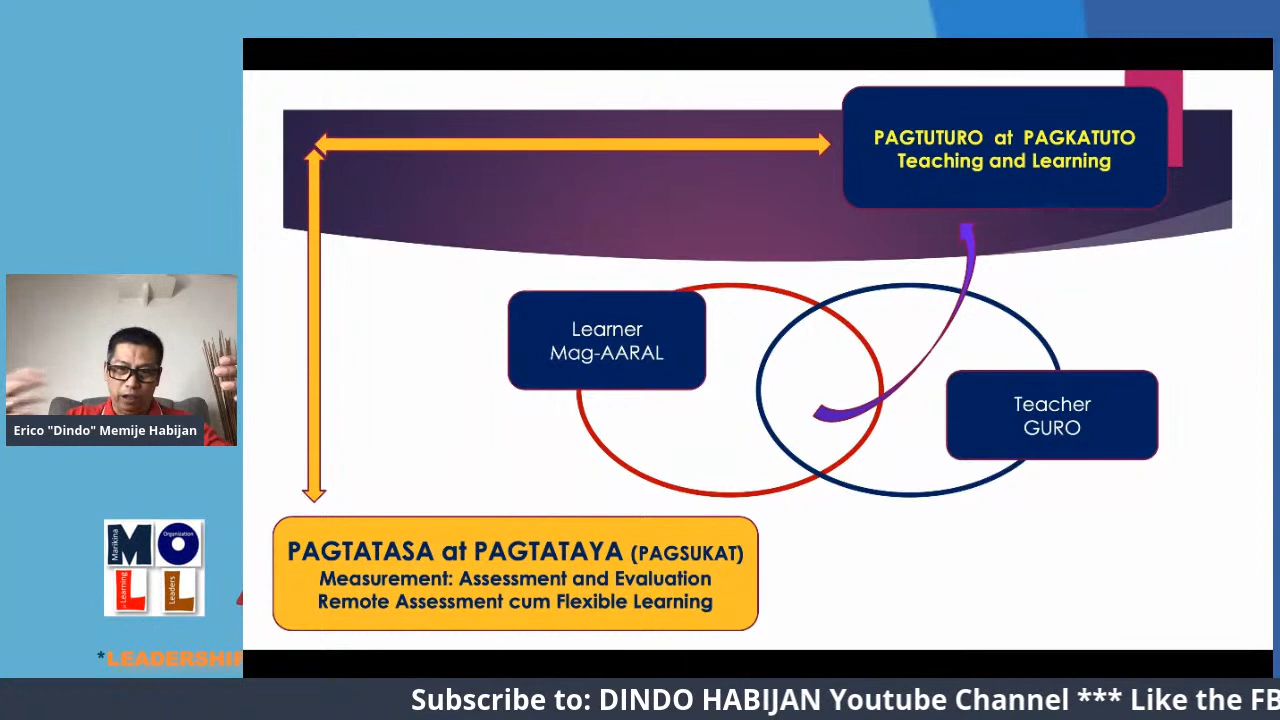 PAGTUTURO at PAGKATUTO
Teaching and Learning
Learner
Mag-AARAL
Teacher
GURO
PAGTATASA at PAGTATAYA (PAGSUKAT)
Measurement: Assessment and Evaluation
Remote Assessment cum Flexible Learning
Erico "Dindo" Memije Habijan
Marikina
Organization
M O
of Learning
Leaders
L L
*LEADERSHIP
Subscribe to: DINDO HABIJAN Youtube Channel *** Like the FB